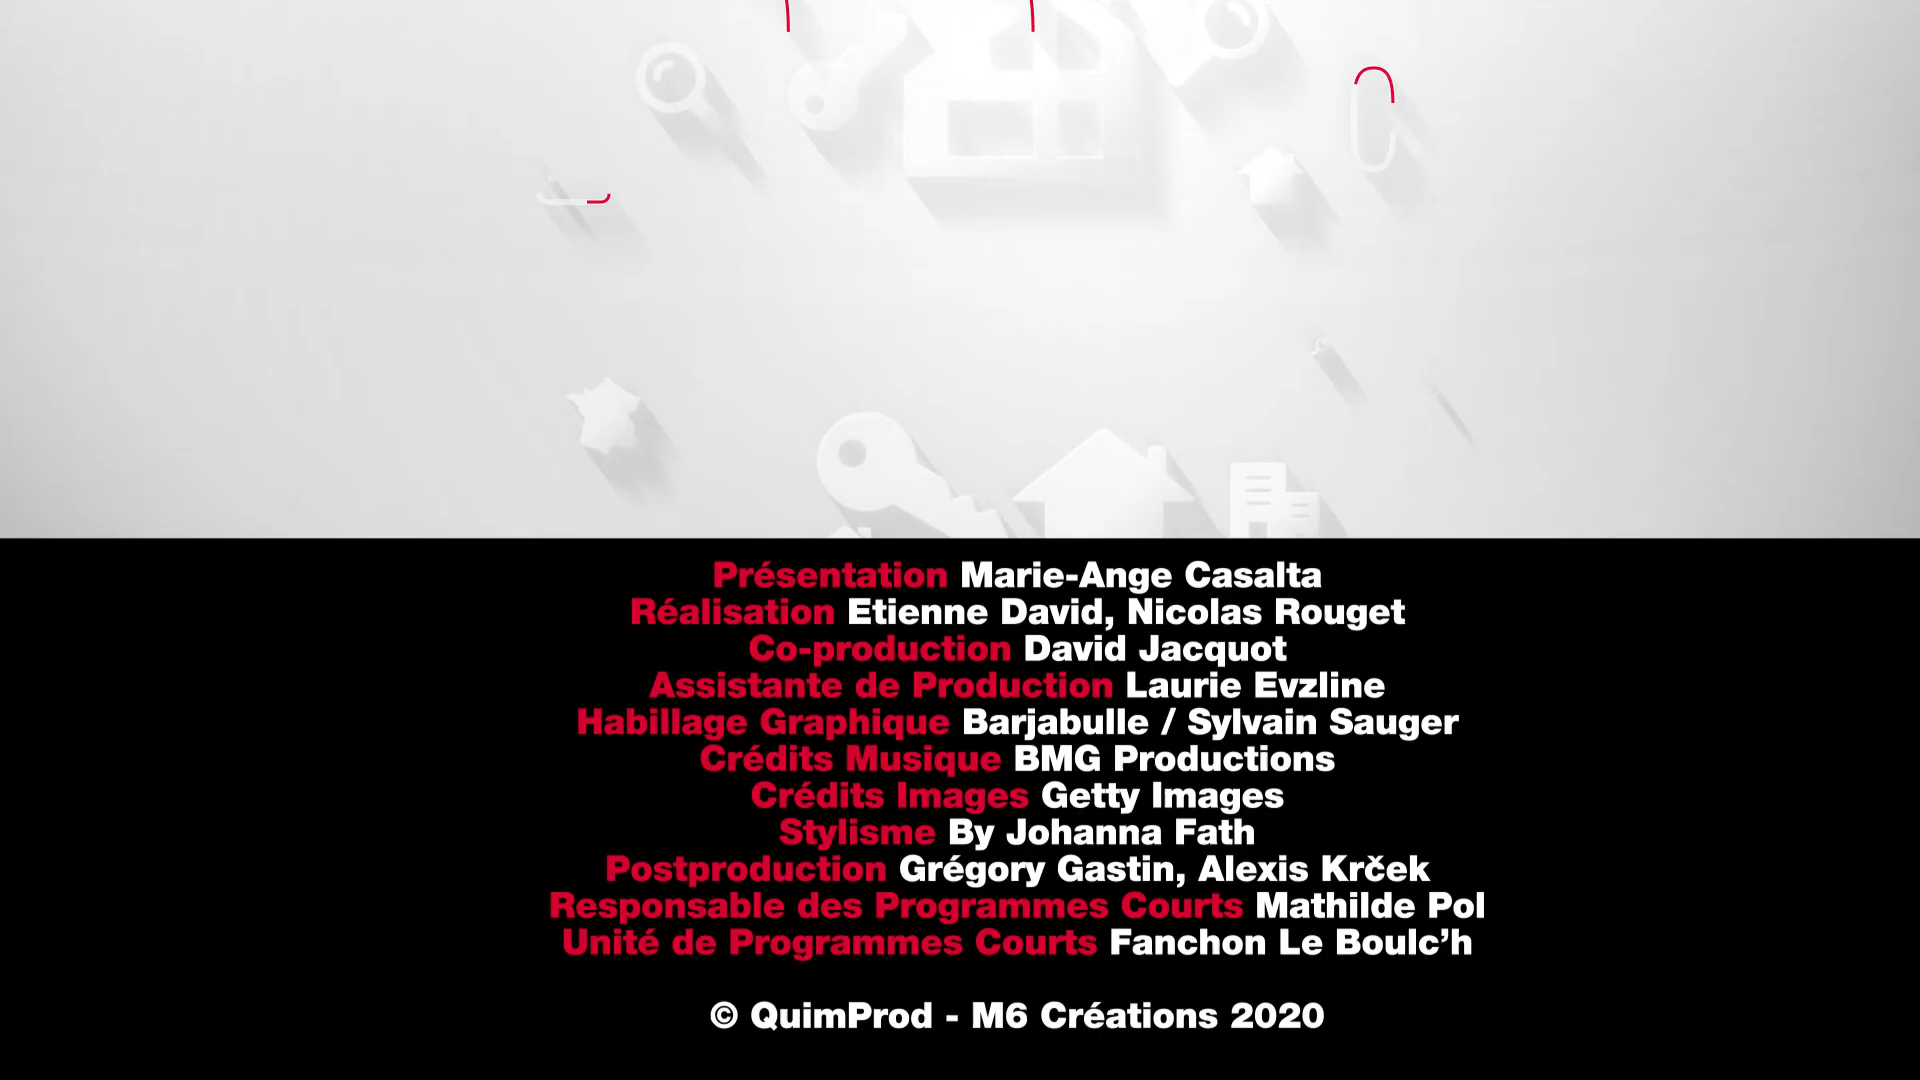 Présentation Marie-Ange Casalta
Réalisation Etienne David, Nicolas Rouget
Co-production David Jacquot
Assistante de Production Laurie Evzline
Habillage Graphique Barjabulle / Sylvain Sauger
Crédits Musique BMG Productions
Crédits Images Getty Images
Stylisme By Johanna Fath
Postproduction Grégory Gastin, Alexis Krček
Responsable des Programmes Courts Mathilde Pol
Unité de Programmes Courts Fanchon Le Boulc’h
© QuimProd - M6 Créations 2020